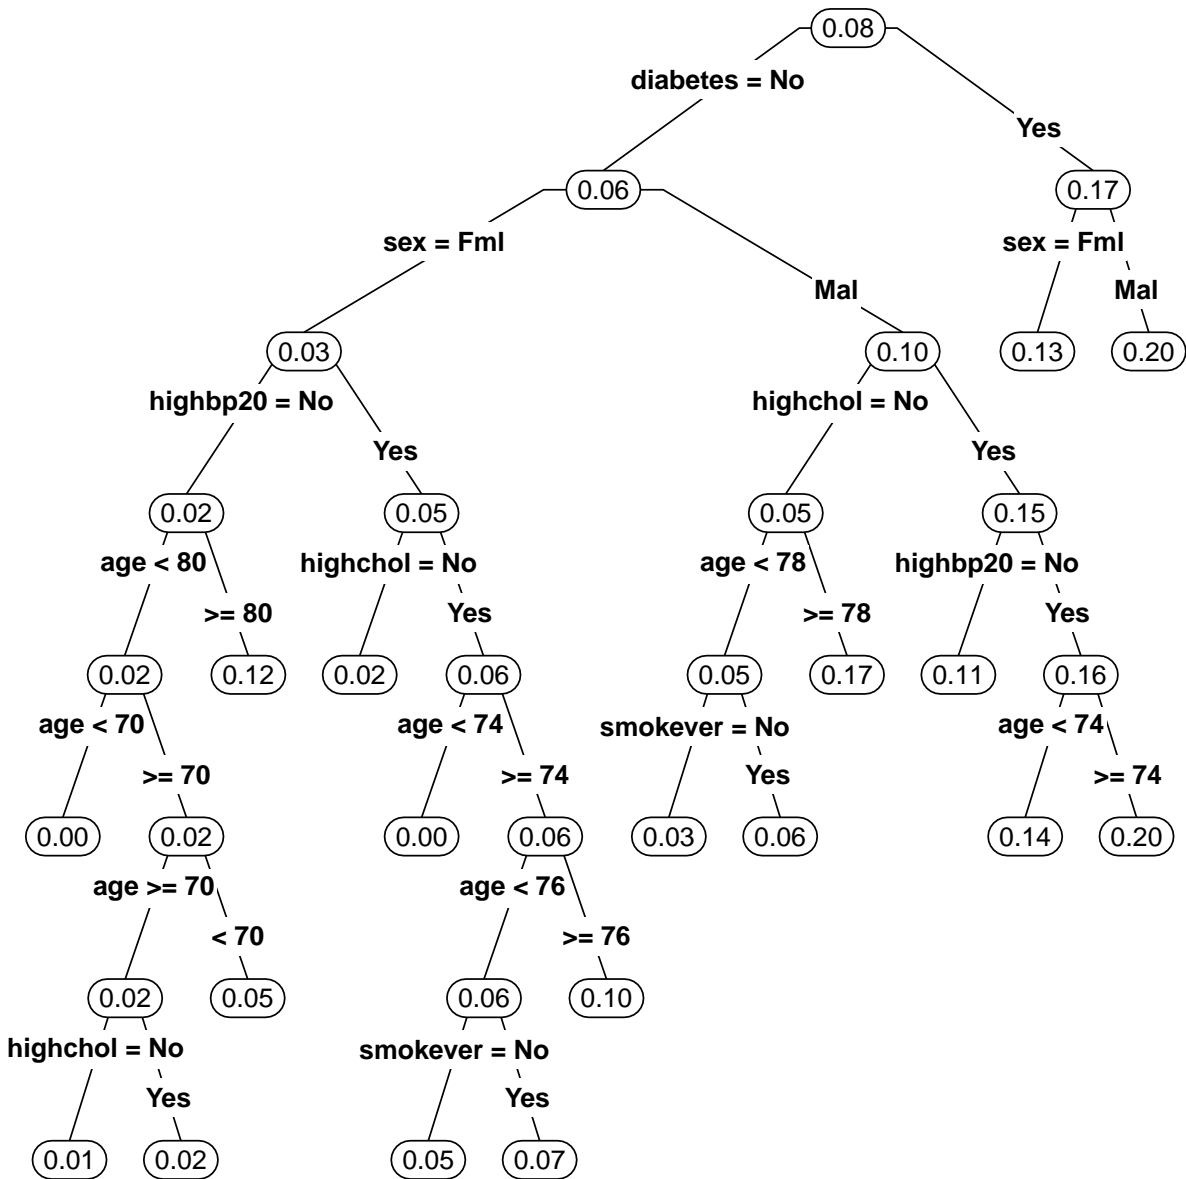 0.08
diabetes = No
Yes
0.06
0.17
sex = Fml
sex = Fml
Mal
Mal
0.03
0.10
0.13
0.20
highbp20 = No
highchol = No
Yes
Yes
0.02
0.05
0.05
0.15
age < 80
highchol = No
age < 78
highbp20 = No
>= 80
Yes
>= 78
Yes
0.02
0.12
0.02
0.06
0.05
0.17
0.11
0.16
age < 70
age < 74
smokever = No
age < 74
>= 70
>= 74
Yes
>= 74
0.00
0.02
0.00
0.06
0.03
0.06
0.14
0.20
age >= 70
age < 76
< 70
>= 76
0.02
0.05
0.06
0.10
highchol = No
smokever = No
Yes
Yes
0.01
0.02
0.05
0.07